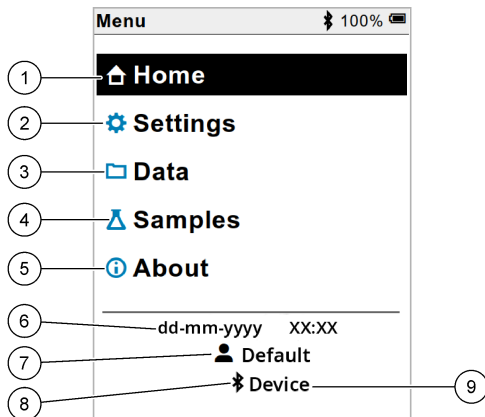 Menu 100%
1 Home
2 Settings
3 Data
4 Samples
5 About
6 dd-mm-yyyy XX:XX
7 Default
8 Device 9